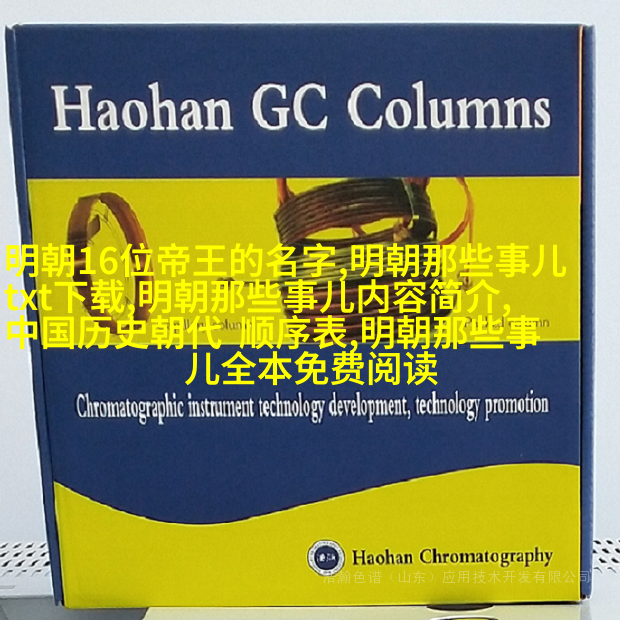 Haohan GC Columns
明朝16位帝王的名字,明朝那些事儿
txt下载,明朝那些事儿内容简介,
中国历史朝代 顺序表,明朝那些事
儿全本免费阅读
Chromatographic instrument technology development, technology promotion
Haohan Chromatography
浩瀚色谱（山东）应用技术开发有限公司